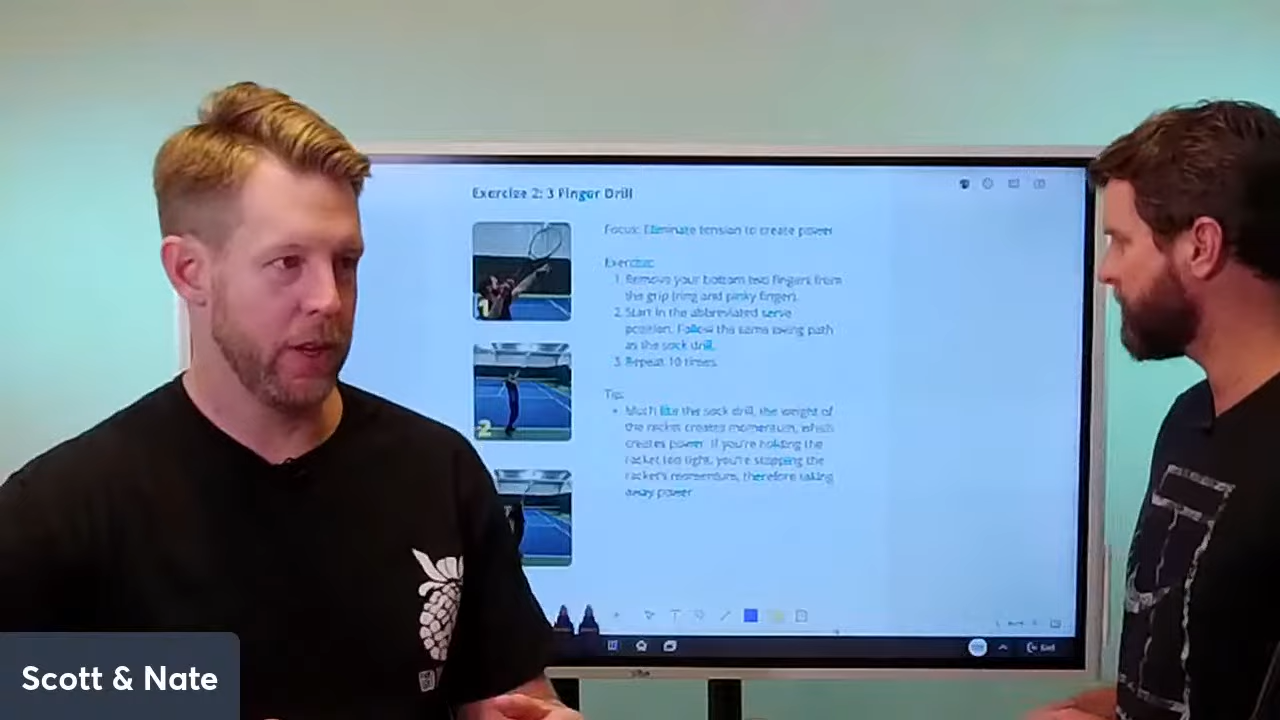 Exercise 2: 3 Finger Drill
Focus: Eliminate tension to create power
Exercise:
1. Remove your bottom two fingers from
the grip (ring and pinky finger).
2. Start in the abbreviated serve
position. Follow the same swing path
as the sock drill.
3. Repeat 10 times.
Tip:
• Much like the sock drill, the weight of
the racket creates momentum, which
creates power. If you're holding the
racket too tight, you're stopping the
racket's momentum, therefore taking
away power
1
2
Scott & Nate